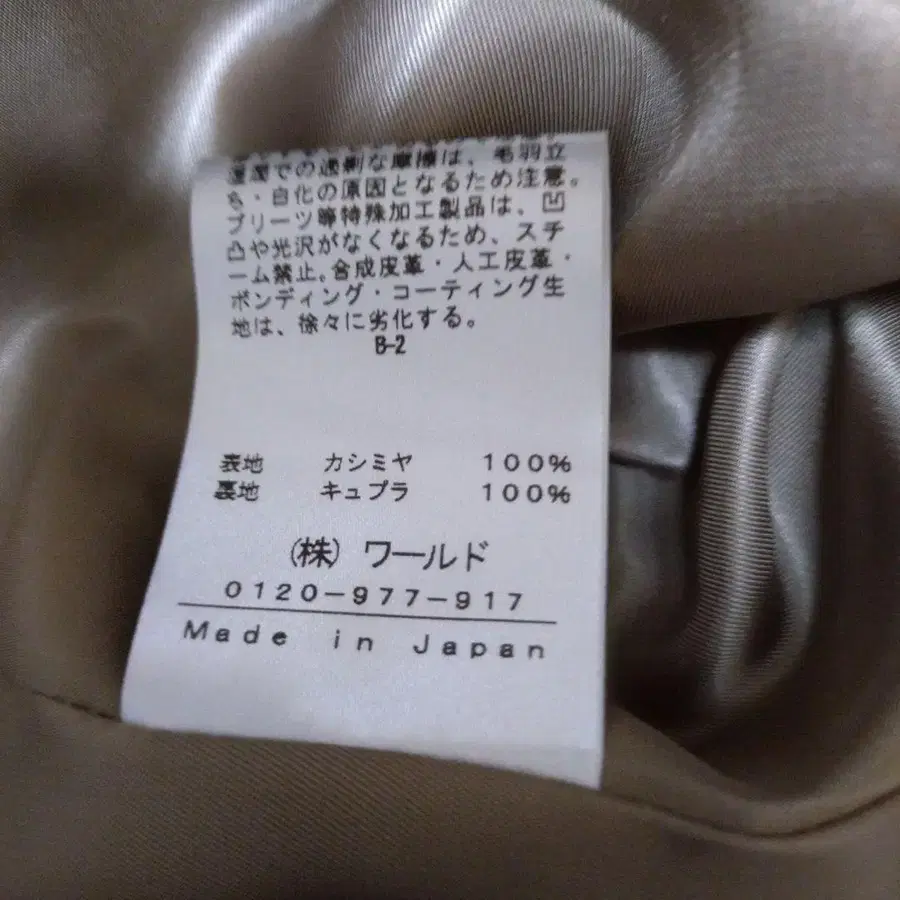 湿潤での過剰な摩擦は、毛羽立
ち・白化の原因となるため注意。
プリーツ等特殊加工製品は、凹
凸や光沢がなくなるため、スチ
ーム禁止。合成皮革・人工皮革・
ボンディング・コーティング生
地は、徐々に劣化する。
B-2
表地 カシミヤ 100%
裏地 キュプラ 100%
(株) ワールド
0120-977-917
Made in Japan